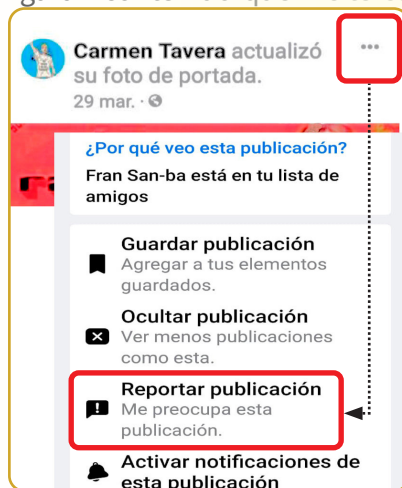 Carmen Tavera actualizó
su foto de portada.
29 mar. ·
¿Por qué veo esta publicación?
Fran San-ba está en tu lista de
amigos
Guardar publicación
Agregar a tus elementos
guardados.
Ocultar publicación
Ver menos publicaciones
como esta.
Reportar publicación
Me preocupa esta
publicación.
Activar notificaciones de
esta publicación